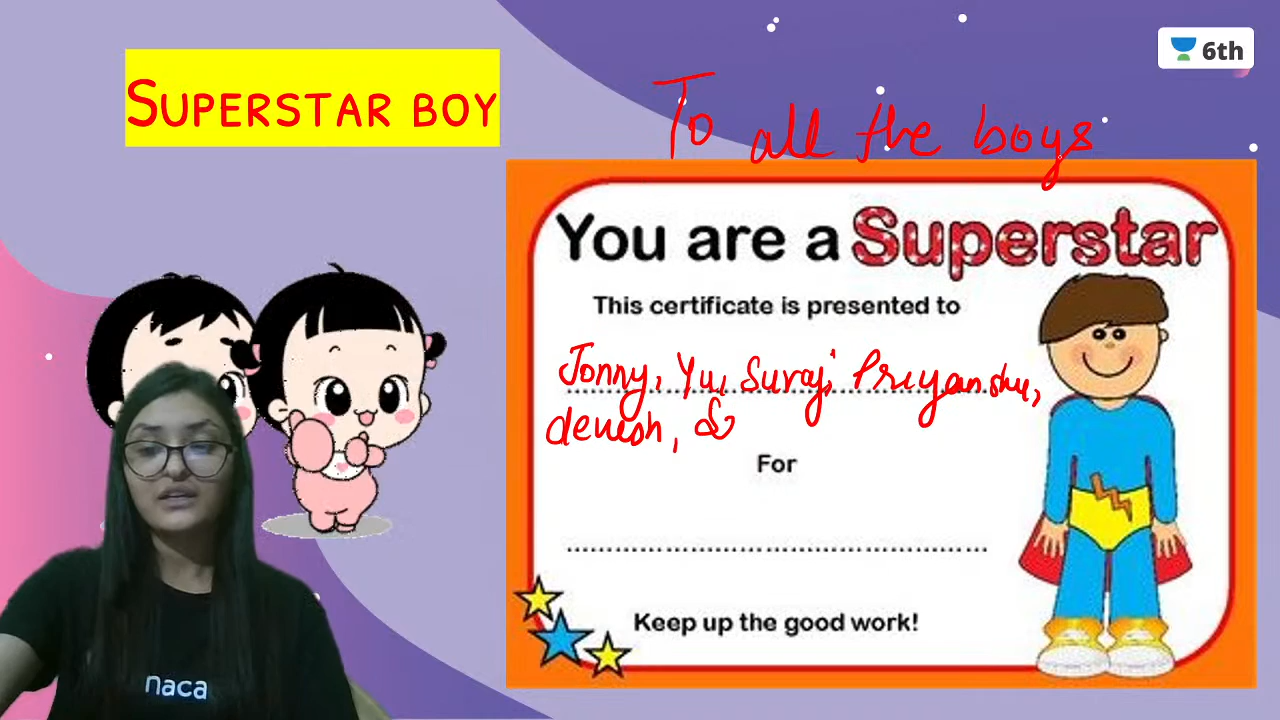 SUPERSTAR BOY
6th
To all the boys
You are a Superstar
This certificate is presented to
Jonny, Yu, Suraj, Priyanshu,
devesh, &
For
Keep up the good work!
naca